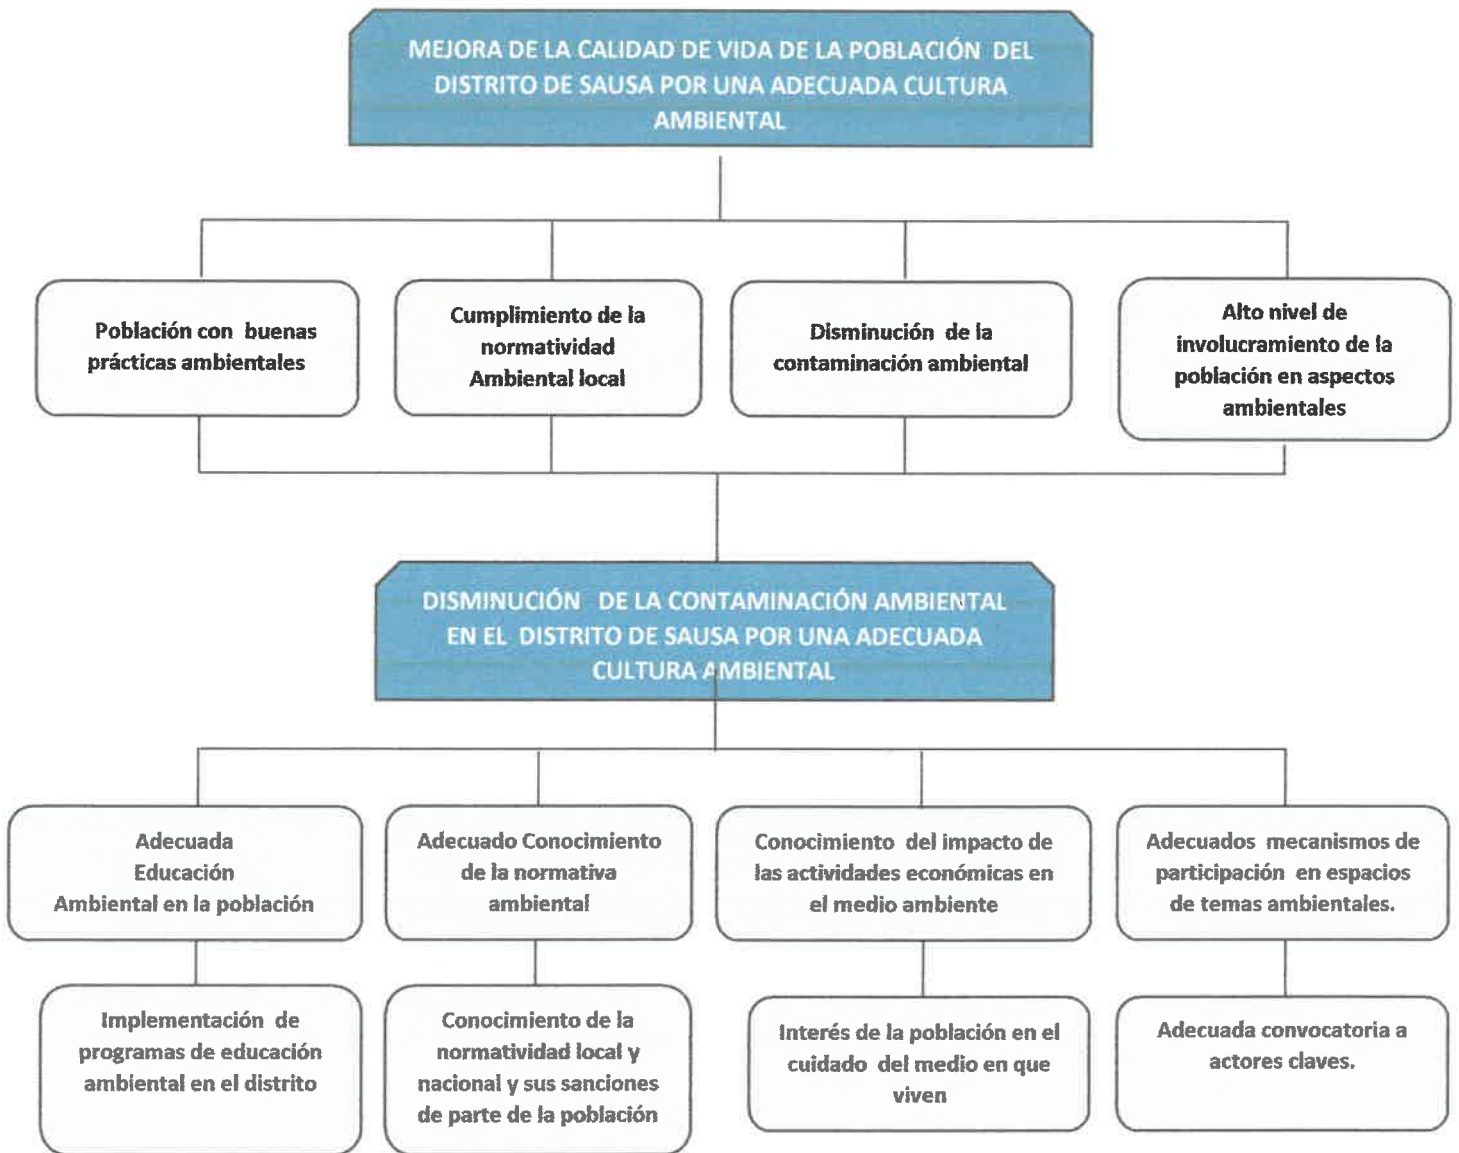 MEJORA DE LA CALIDAD DE VIDA DE LA POBLACIÓN DEL
DISTRITO DE SAUSA POR UNA ADECUADA CULTURA
AMBIENTAL
Población con buenas
prácticas ambientales
Cumplimiento de la
normatividad
Ambiental local
Disminución de la
contaminación ambiental
Alto nivel de
involucramiento de la
población en aspectos
ambientales
DISMINUCIÓN DE LA CONTAMINACIÓN AMBIENTAL
EN EL DISTRITO DE SAUSA POR UNA ADECUADA
CULTURA AMBIENTAL
Adecuada
Educación
Ambiental en la población
Adecuado Conocimiento
de la normativa
ambiental
Conocimiento del impacto de
las actividades económicas en
el medio ambiente
Adecuados mecanismos de
participación en espacios
de temas ambientales.
Implementación de
programas de educación
ambiental en el distrito
Conocimiento de la
normatividad local y
nacional y sus sanciones
de parte de la población
Interés de la población en el
cuidado del medio en que
viven
Adecuada convocatoria a
actores claves.